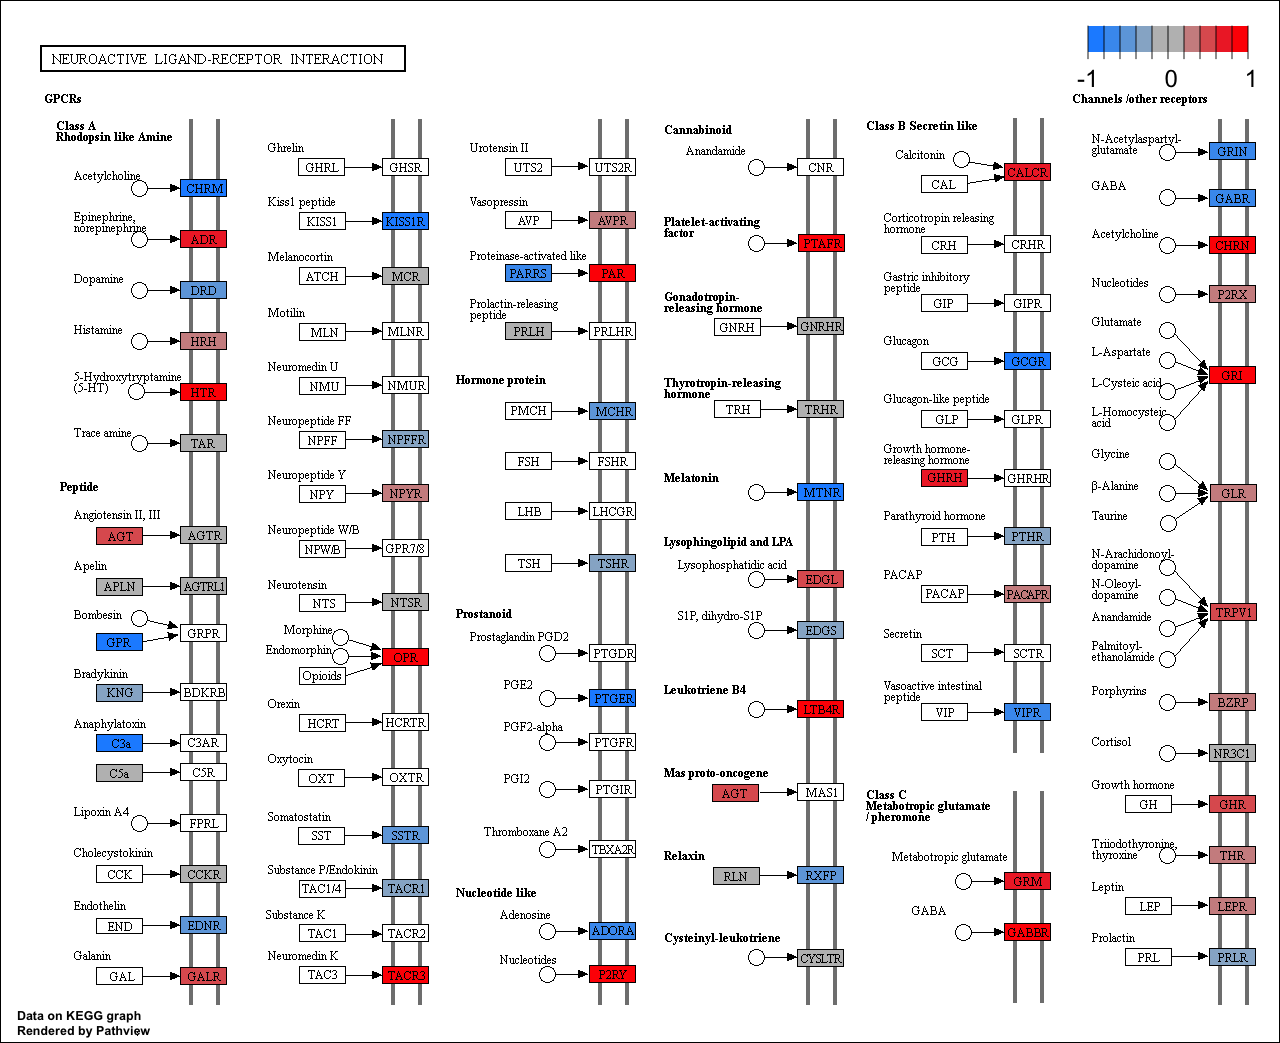 NEUROACTIVE LIGAND-RECEPTOR INTERACTION
-1
0
1
GPCRs
Class A
Rhodopsin like Amine
Acetylcholine
CHRM
Epinephrine,
norepinephrine
ADR
Dopamine
DRD
Histamine
HRH
5-Hydroxytryptamine
(5-HT)
HTR
Trace amine
TAR
Peptide
Angiotensin II, III
AGT
AGTR
Apelin
APLN
AGTRL1
Bombesin
GPR
GRPR
Bradykinin
KNG
BDKRB
Anaphylatoxin
C3a
C3AR
C5a
C5R
Lipoxin A4
FPRL
Cholecystokinin
CCK
CCKR
Endothelin
END
EDNR
Galanin
GAL
GALR
Ghrelin
GHRL
GHSR
Kiss1 peptide
KISS1
KISS1R
Melanocortin
ATCH
MCR
Motilin
MLN
MLNR
Neuromedin U
NMU
NMUR
Neuropeptide FF
NPFF
NPFFR
Neuropeptide Y
NPY
NPYR
Neuropeptide W/B
NPW/B
GPR7/8
Neurotensin
NTS
NTSR
Morphine
Endomorphin
Opioids
OPR
Orexin
HCRT
HCRTR
Oxytocin
OXT
OXTR
Somatostatin
SST
SSTR
Substance P/Endokinin
TAC1/4
TACR1
Substance K
TAC1
TACR2
Neuromedin K
TAC3
TACR3
Urotensin II
UTS2
UTS2R
Vasopressin
AVP
AVPR
Proteinase-activated like
PARRS
PAR
Prolactin-releasing
peptide
PRLH
PRLHR
Hormone protein
PMCH
MCHR
FSH
FSHR
LHB
LHCGR
TSH
TSHR
Prostanoid
Prostaglandin PGD2
PTGDR
PGE2
PTGER
PGF2-alpha
PTGFR
PGI2
PTGIR
Thromboxane A2
TBXA2R
Nucleotide like
Adenosine
ADORA
Nucleotides
P2RY
Cannabinoid
Anandamide
CNR
Platelet-activating
factor
PTAFR
Gonadotropin-
releasing hormone
GNRH
GNRHR
Thyrotropin-releasing
hormone
TRH
TRHR
Melatonin
MTNR
Lysophingolipid and LPA
Lysophosphatidic acid
EDGL
S1P, dihydro-S1P
EDGS
Leukotriene B4
LTB4R
Mas proto-oncogene
AGT
MAS1
Relaxin
RLN
RXFP
Cysteinyl-leukotriene
CYSLTR
Class B Secretin like
Calcitonin
CAL
CALCR
Corticotropin releasing
hormone
CRH
CRHR
Gastric inhibitory
peptide
GIP
GIPR
Glucagon
GCG
GCGR
Glucagon-like peptide
GLP
GLPR
Growth hormone-
releasing hormone
GHRH
GHRHR
Parathyroid hormone
PTH
PTHR
PACAP
PACAP
PACAPR
Secretin
SCT
SCTR
Vasoactive intestinal
peptide
VIP
VIPR
Class C
Metabotropic glutamate
/ pheromone
Metabotropic glutamate
GRM
GABA
GABBR
Channels /other receptors
N-Acetylaspartyl-
glutamate
GRIN
GABA
GABR
Acetylcholine
CHRN
Nucleotides
P2RX
Glutamate
L-Aspartate
L-Cysteic acid
L-Homocysteic
acid
GRI
Glycine
β-Alanine
Taurine
GLR
N-Arachidonoyl-
dopamine
N-Oleoyl-
dopamine
Anandamide
Palmitoyl-
ethanolamide
TRPV1
Porphyrins
BZRP
Cortisol
NR3C1
Growth hormone
GH
GHR
Triiodothyronine,
thyroxine
THR
Leptin
LEP
LEPR
Prolactin
PRL
PRLR
Data on KEGG graph
Rendered by Pathview